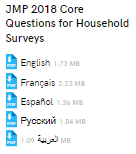 JMP 2018 Core
Questions for Household
Surveys
English 1.73 MB
Français 2.23 MB
Español 1.36 MB
Русский 1.84 MB
العربية 1.09 MB